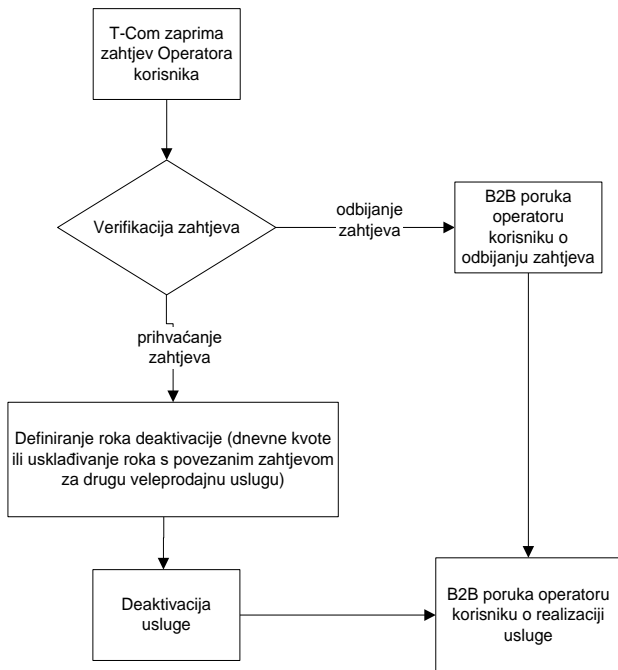 T-Com zaprima
zahtjev Operatora
korisnika
Verifikacija zahtjeva
odbijanje
zahtjeva
B2B poruka
operatoru
korisniku o
odbijanju zahtjeva
prihvaćanje
zahtjeva
Definiranje roka deaktivacije (dnevne kvote
ili usklađivanje roka s povezanim zahtjevom
za drugu veleprodajnu uslugu)
Deaktivacija
usluge
B2B poruka operatoru
korisniku o realizaciji
usluge